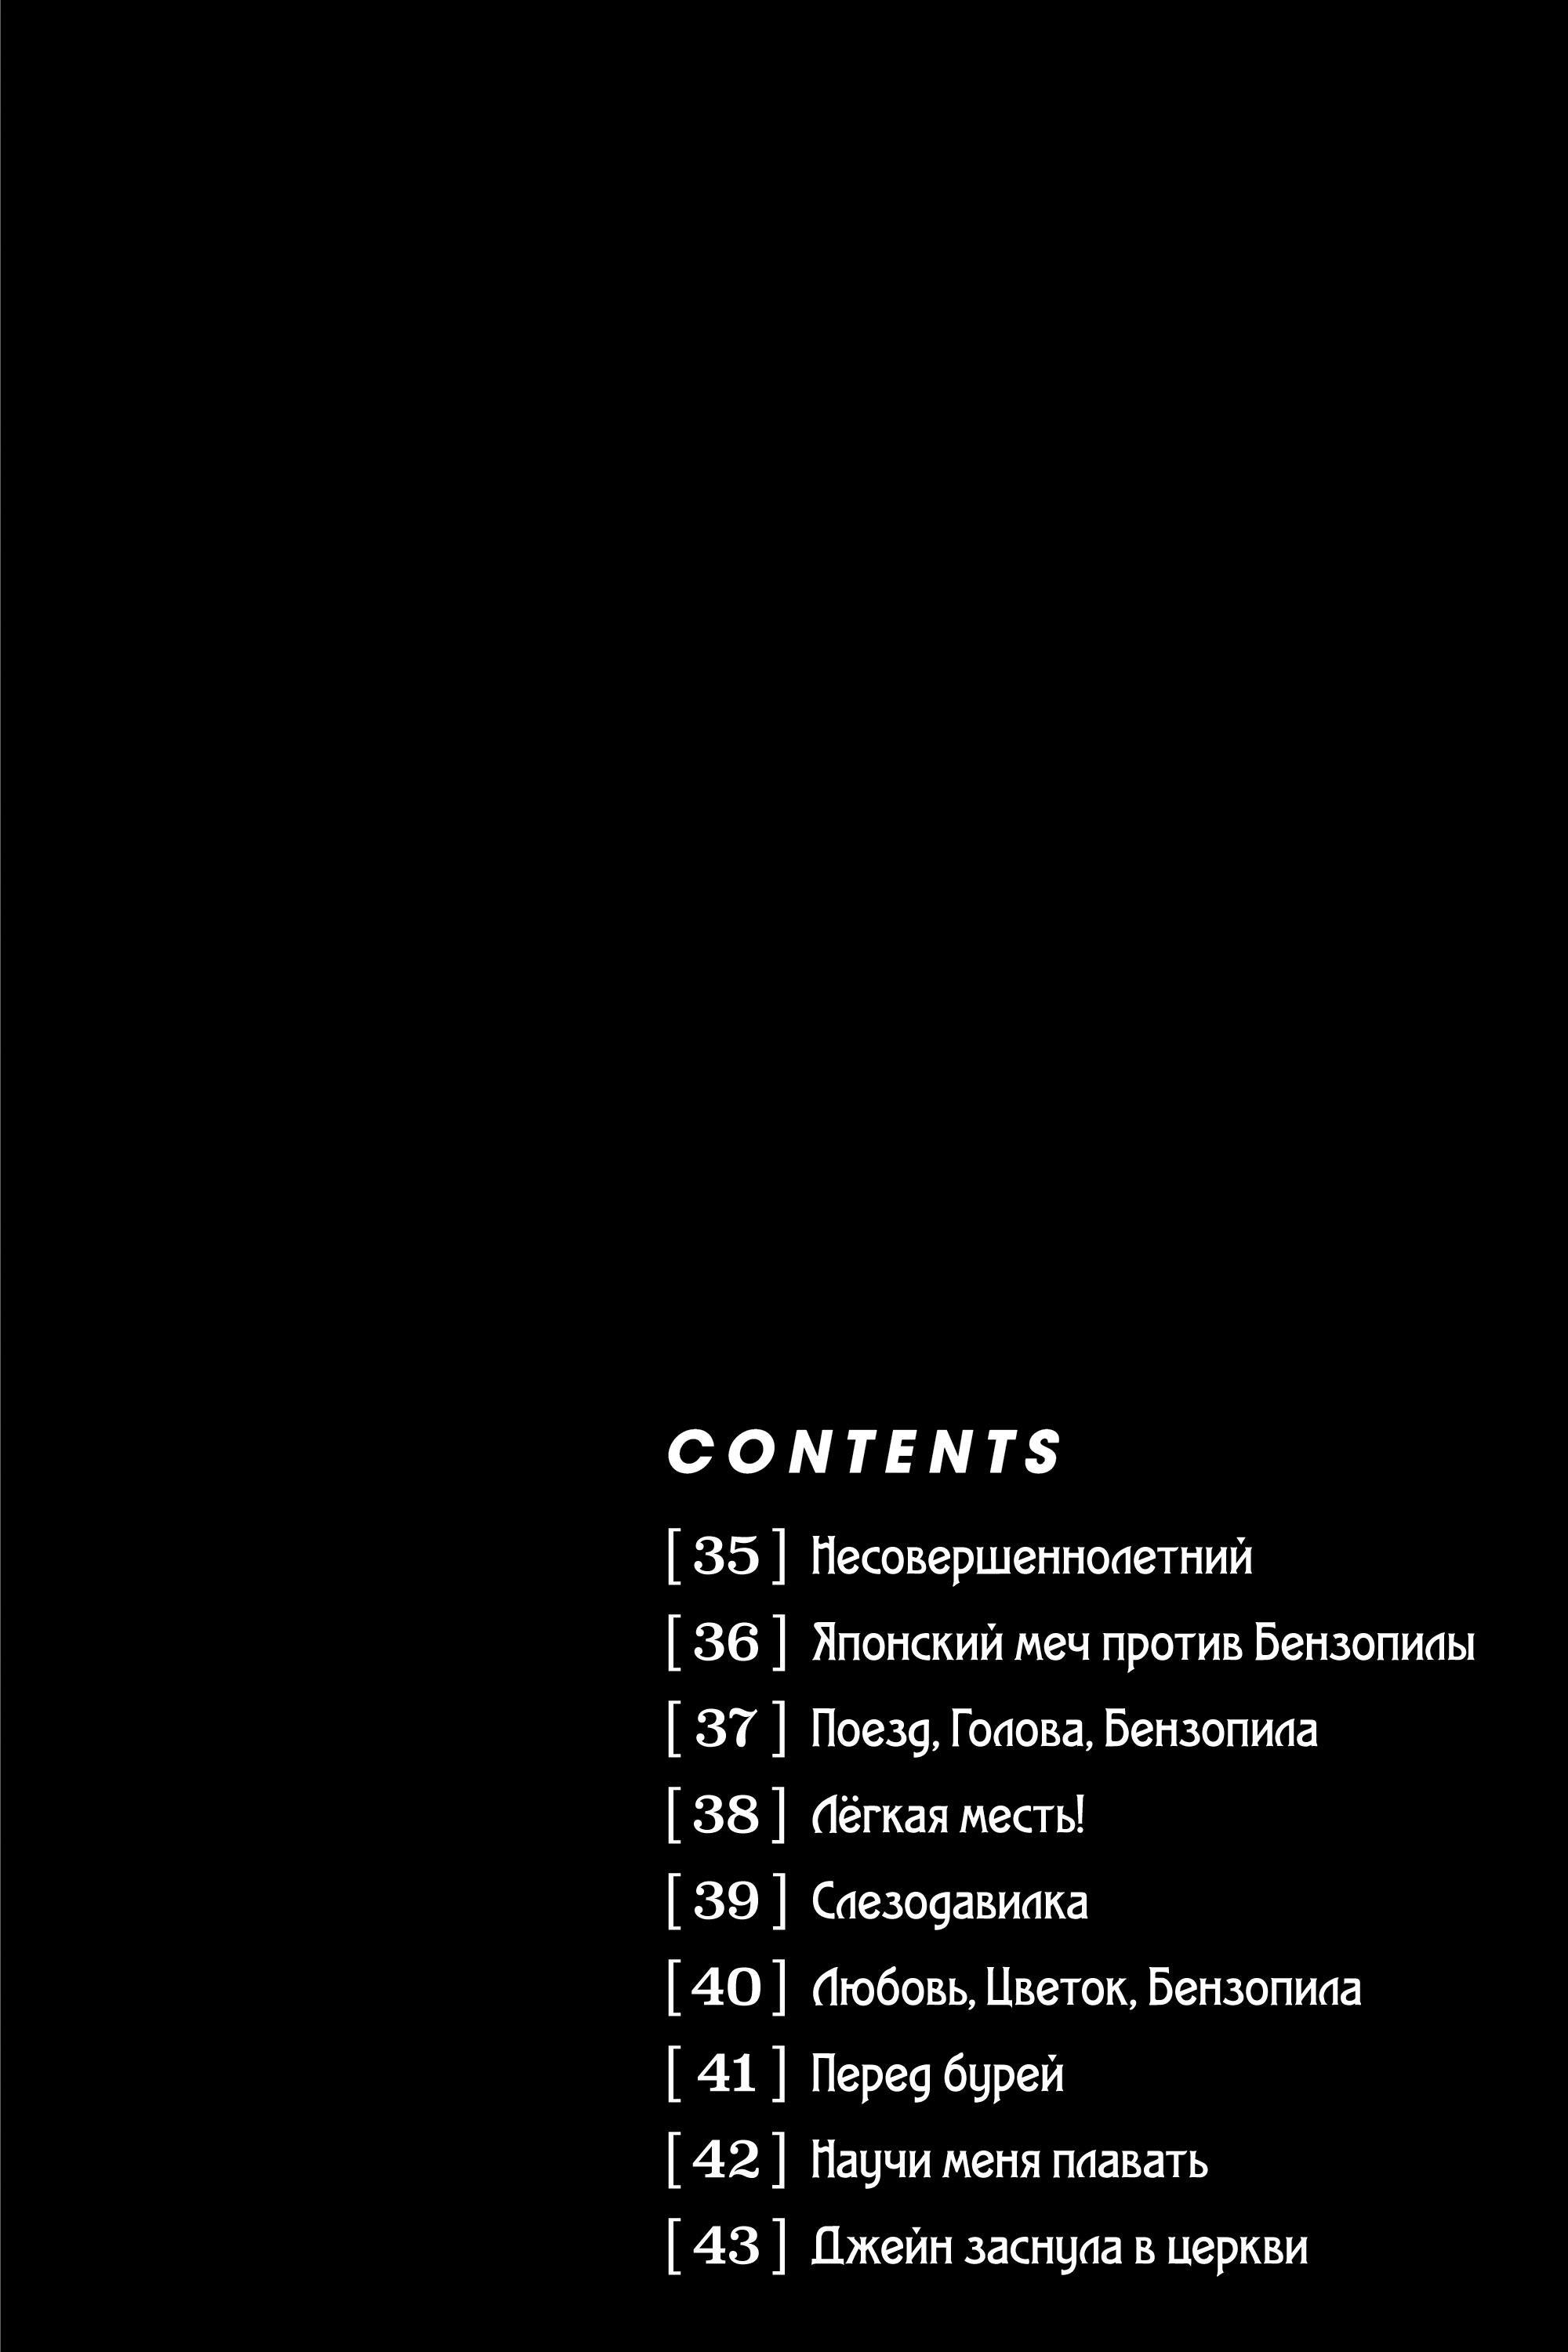 CONTENTS
[ 35 ] Несовершеннолетний
[ 36 ] Японский меч против Бензопилы
[ 37 ] Поезд, Голова, Бензопила
[ 38 ] Лёгкая месть!
[ 39 ] Слезодавилка
[ 40 ] Любовь, Цветок, Бензопила
[ 41 ] Перед бурей
[ 42 ] Научи меня плавать
[ 43 ] Джейн заснула в церкви